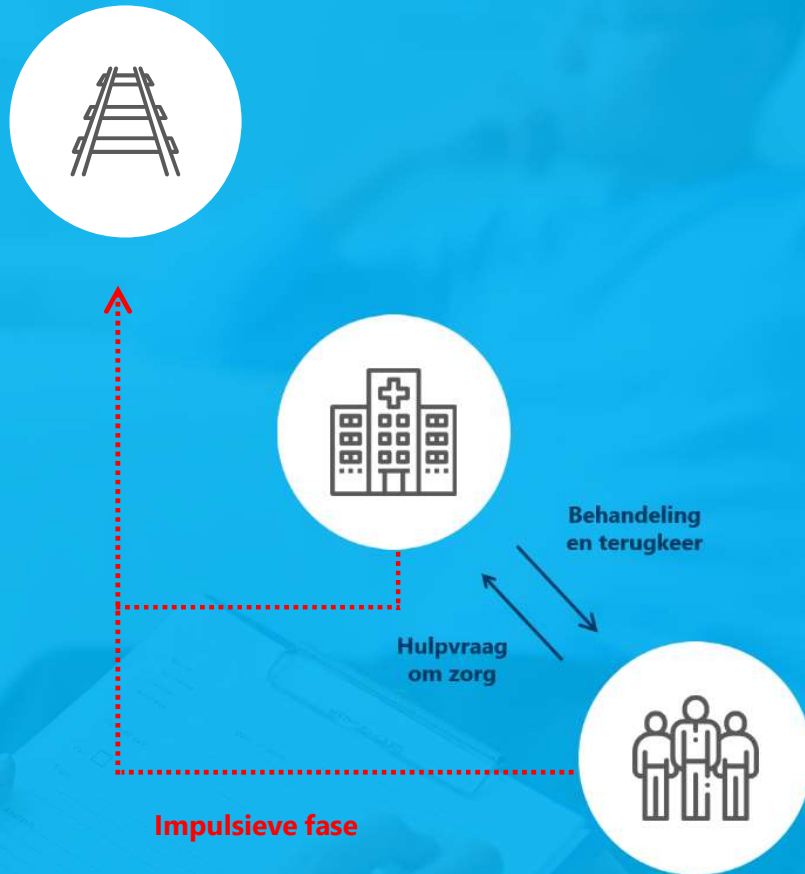 Behandeling
en terugkeer
Hulpvraag
om zorg
Impulsieve fase